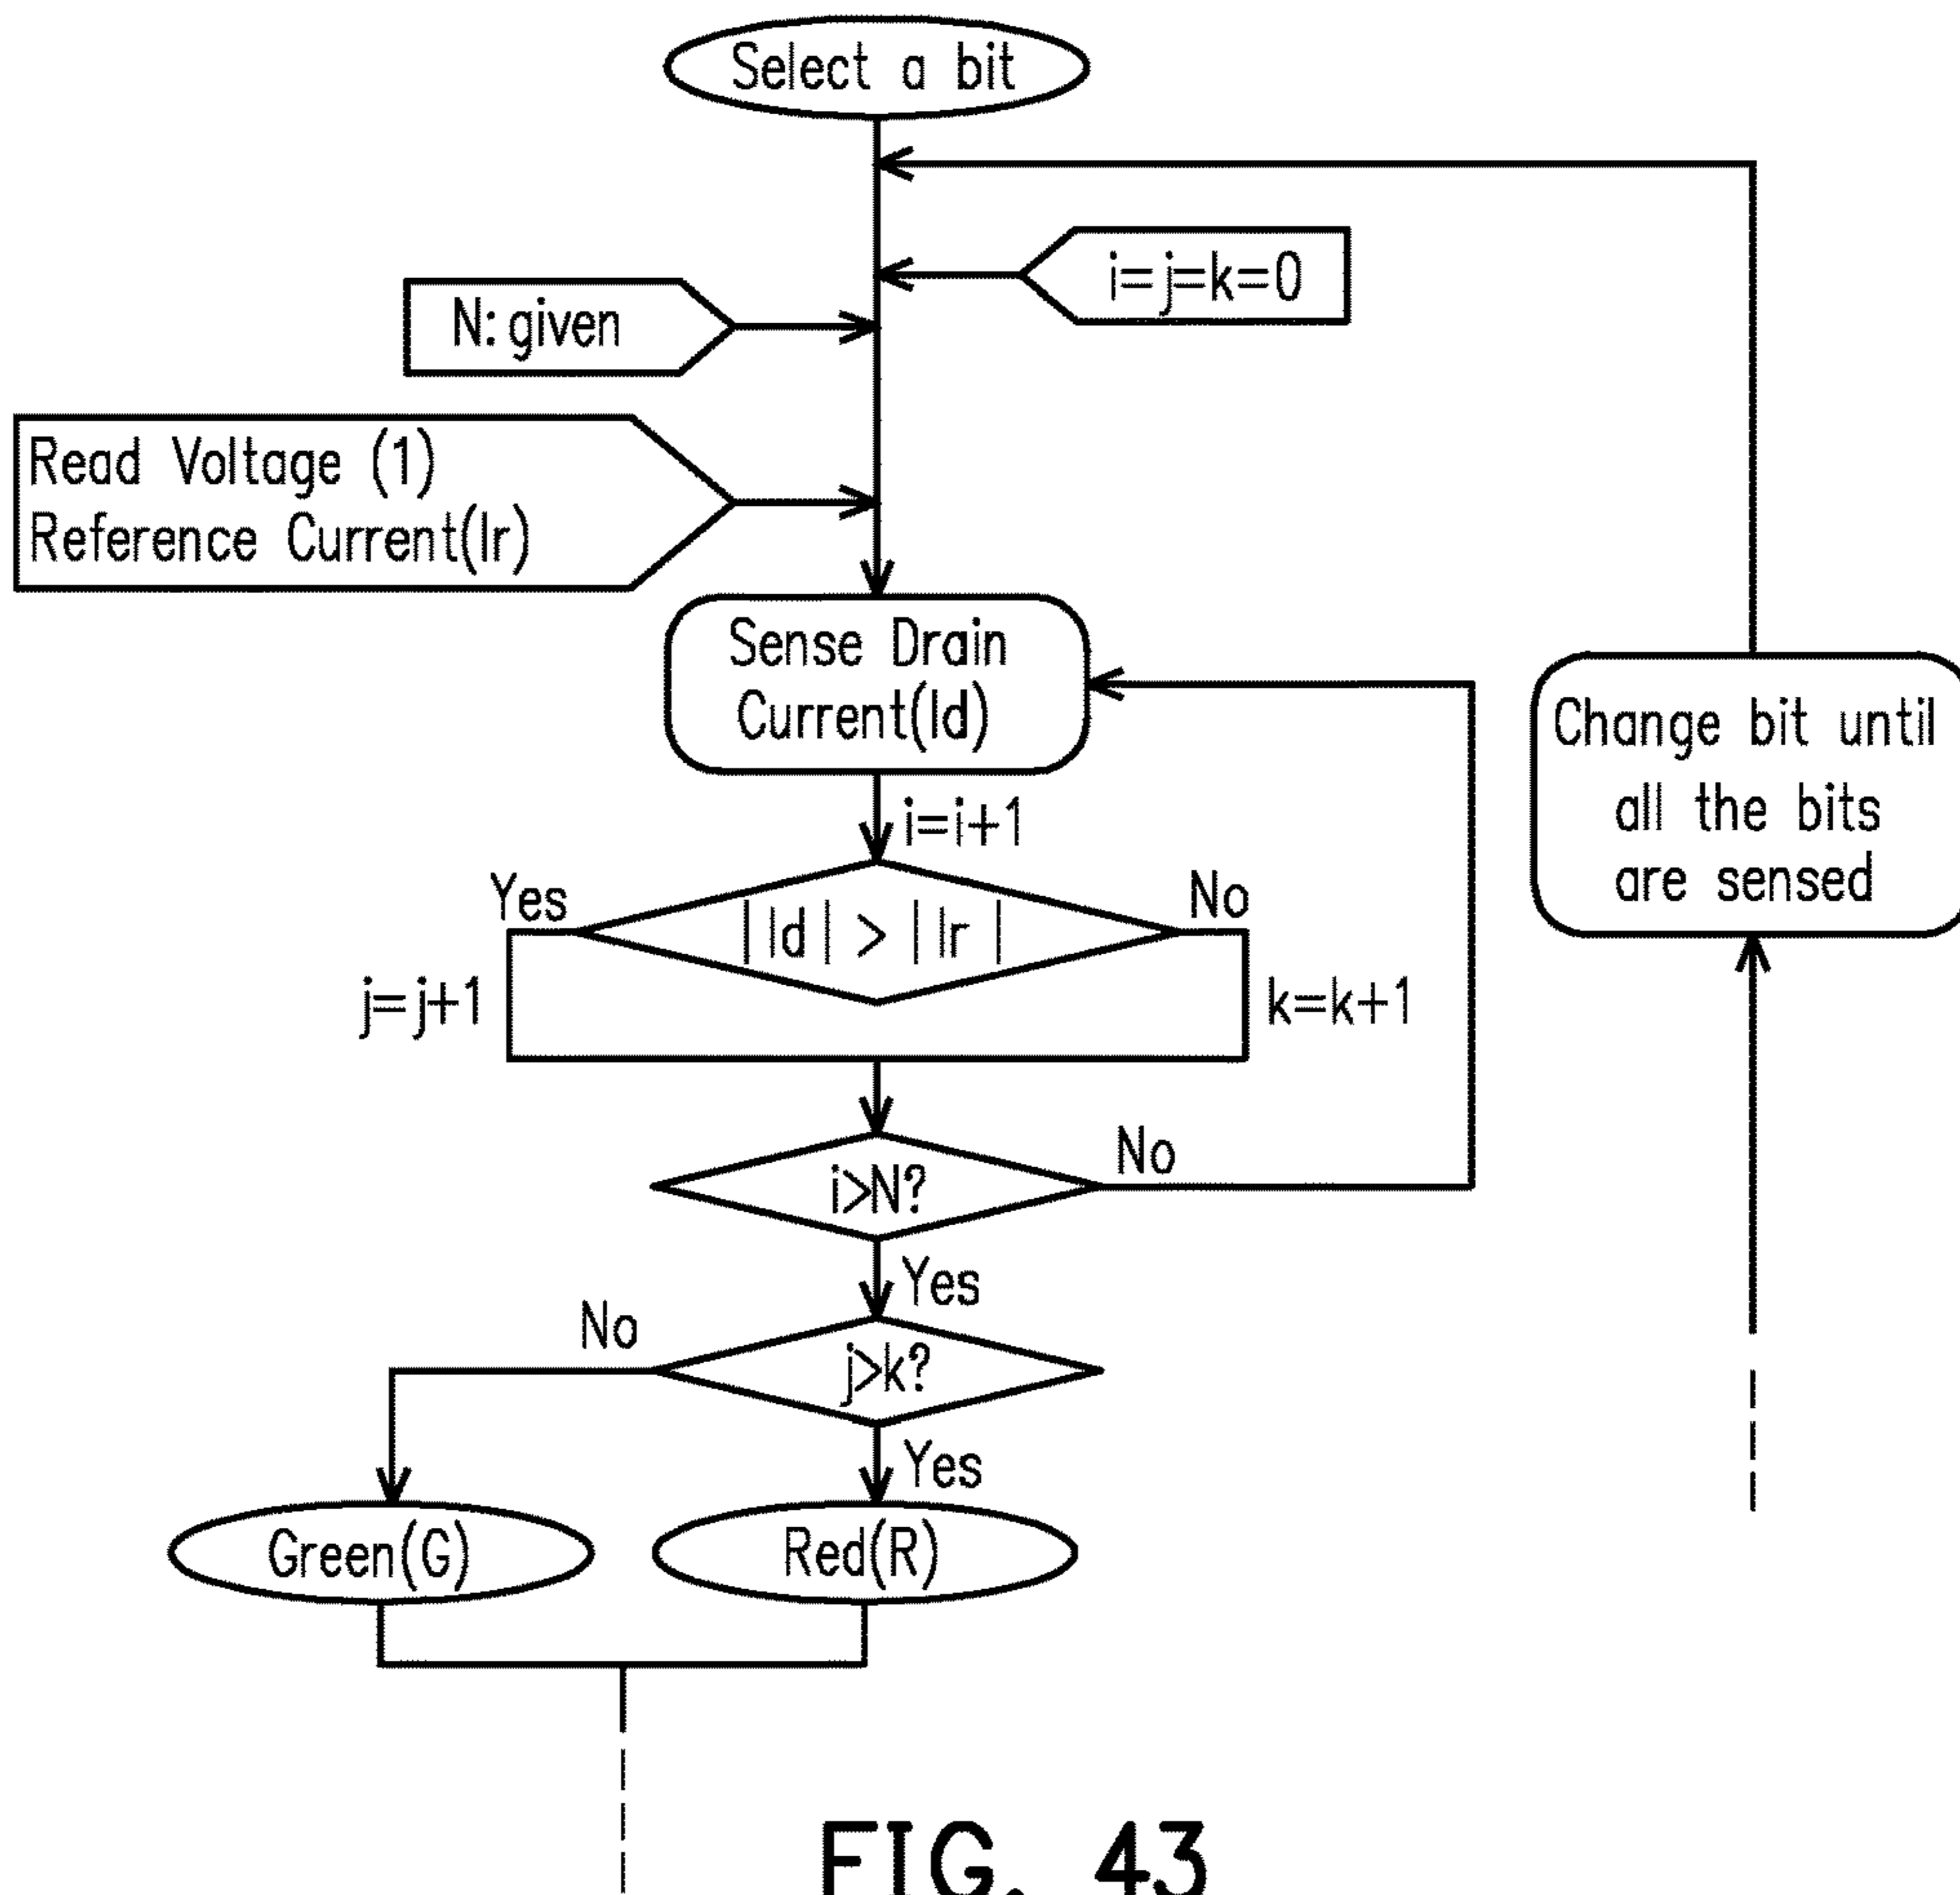 Select a bit
i=j=k=0
N: given
Read Voltage (1)
Reference Current(Ir)
Sense Drain
Current(Id)
Change bit until
all the bits
are sensed
i=i+1
Yes
No
|Id| > |Ir|
j=j+1
k=k+1
No
i>N?
Yes
No
j>k?
Yes
Green(G)
Red(R)
FIG. 43